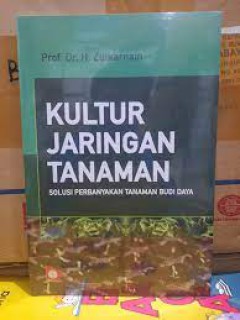 Prof. Dr. H. Zulkarnain
KULTUR
JARINGAN
TANAMAN
SOLUSI PERBANYAKAN TANAMAN BUDI DAYA